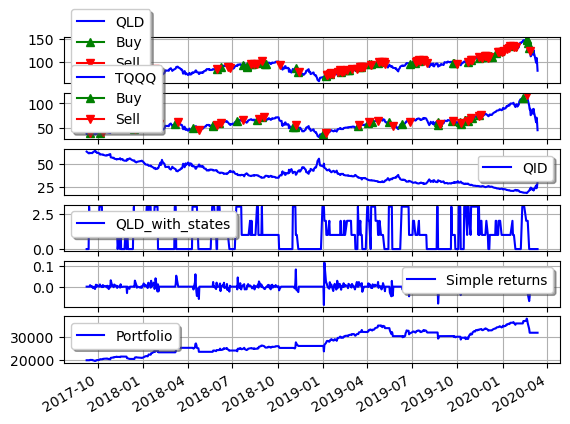 QLD
Buy
Sell
150
100
TQQQ
Buy
Sell
100
50
50
25
QID
2.5
0.0
QLD_with_states
0.1
0.0
Simple returns
30000
20000
Portfolio
2017-10
2018-01
2018-04
2018-07
2018-10
2019-01
2019-04
2019-07
2019-10
2020-01
2020-04